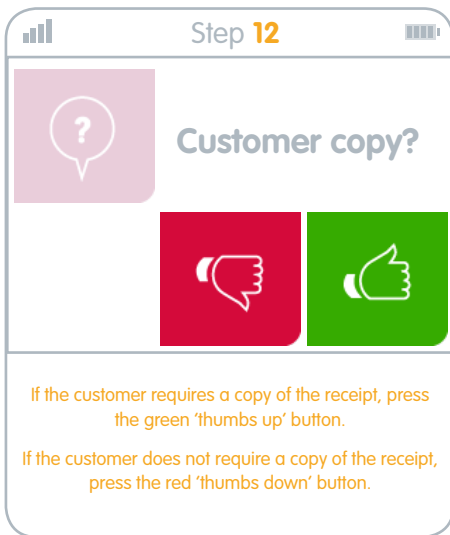 Step 12
?
Customer copy?
If the customer requires a copy of the receipt, press
the green ‘thumbs up’ button.
If the customer does not require a copy of the receipt,
press the red ‘thumbs down’ button.